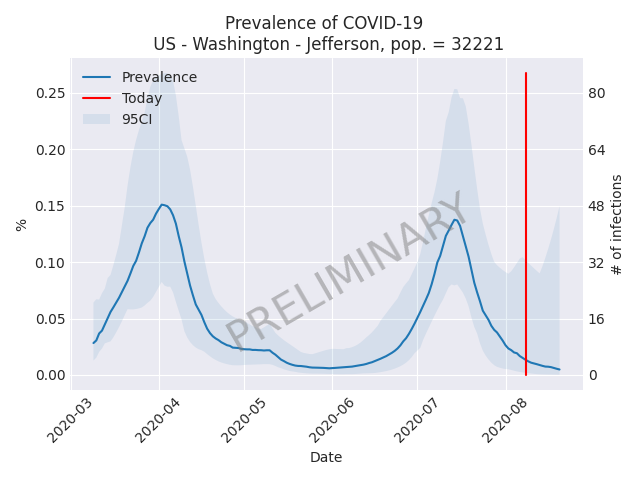 Prevalence of COVID-19
US - Washington - Jefferson, pop. = 32221
Prevalence
Today
95CI
0.25
0.20
0.15
0.10
0.05
0.00
%
80
64
48
32
16
0
# of infections
PRELIMINARY
2020-03
2020-04
2020-05
2020-06
2020-07
2020-08
Date